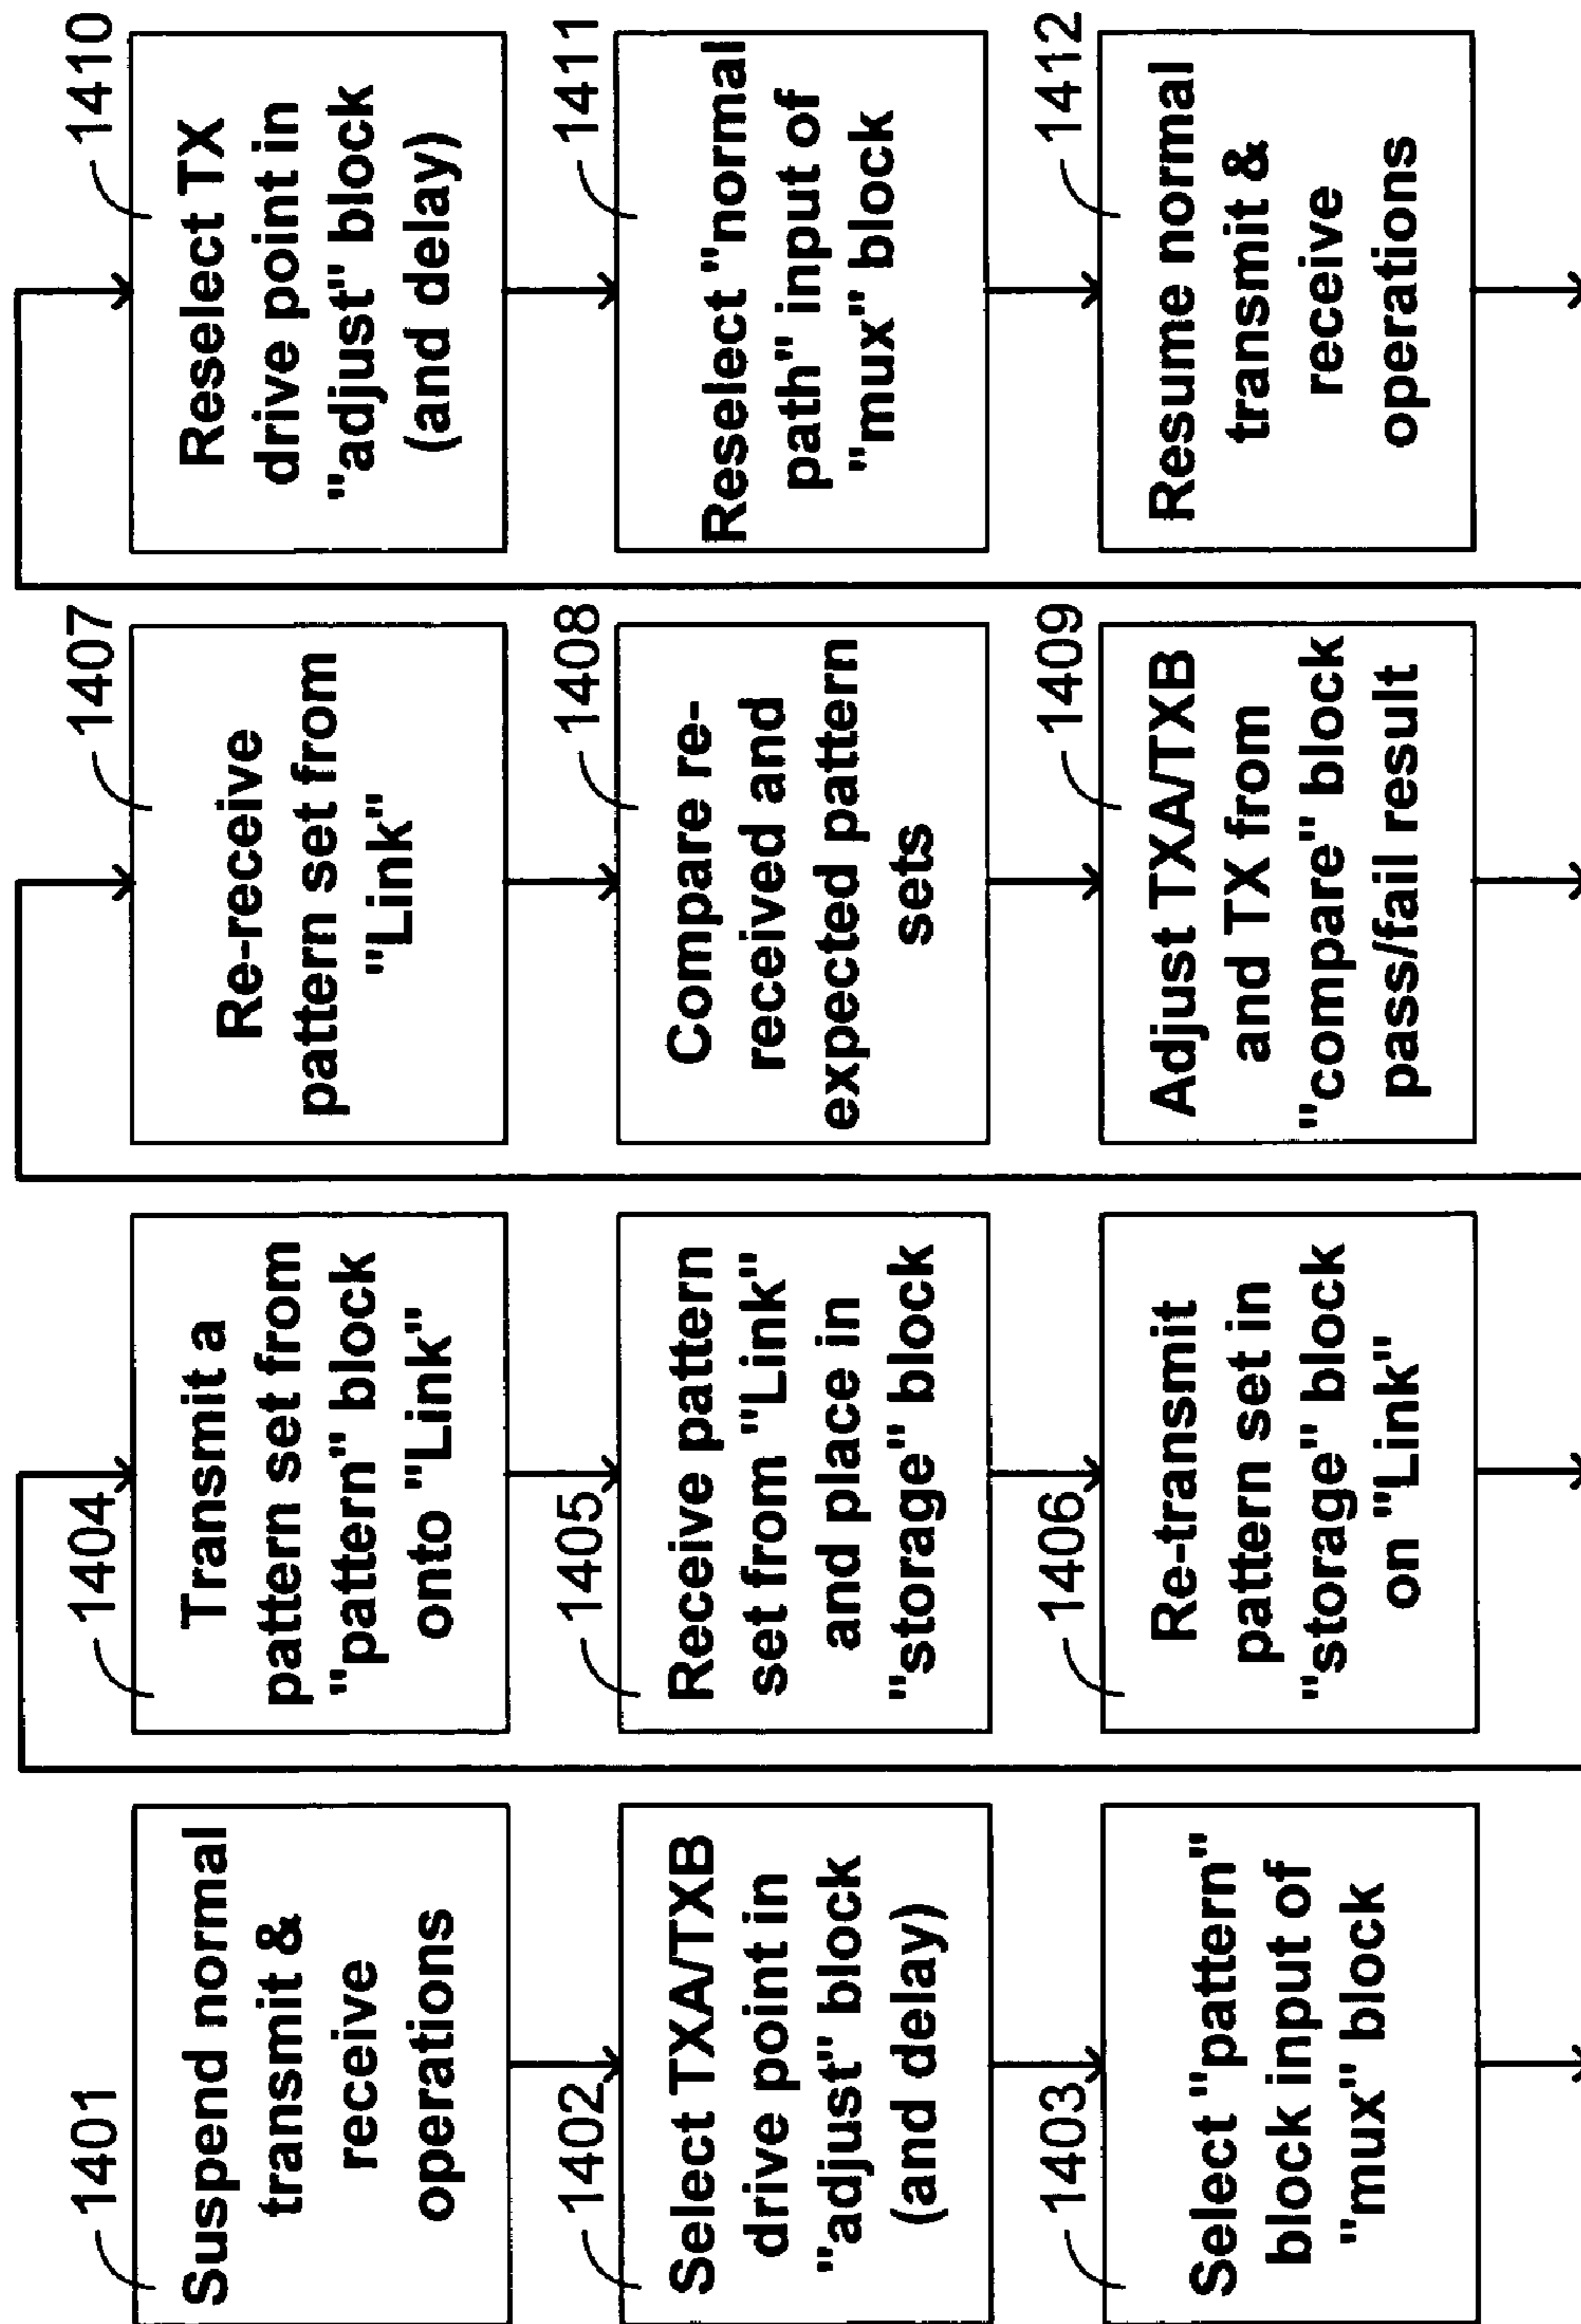 1401
Suspend normal
transmit &
receive
operations
1402
Select TXA/TXB
drive point in
"adjust" block
(and delay)
1403
Select "pattern"
block input of
"mux" block
1404
Transmit a
pattern set from
"pattern" block
onto "Link"
1405
Receive pattern
set from "Link"
and place in
"storage" block
1406
Re-transmit
pattern set in
"storage" block
on "Link"
1407
Re-receive
pattern set from
"Link"
1408
Compare re-
received and
expected pattern
sets
1409
Adjust TXA/TXB
and TX from
"compare" block
pass/fail result
1410
Reselect TX
drive point in
"adjust" block
(and delay)
1411
Reselect "normal
path" input of
"mux" block
1412
Resume normal
transmit &
receive
operations